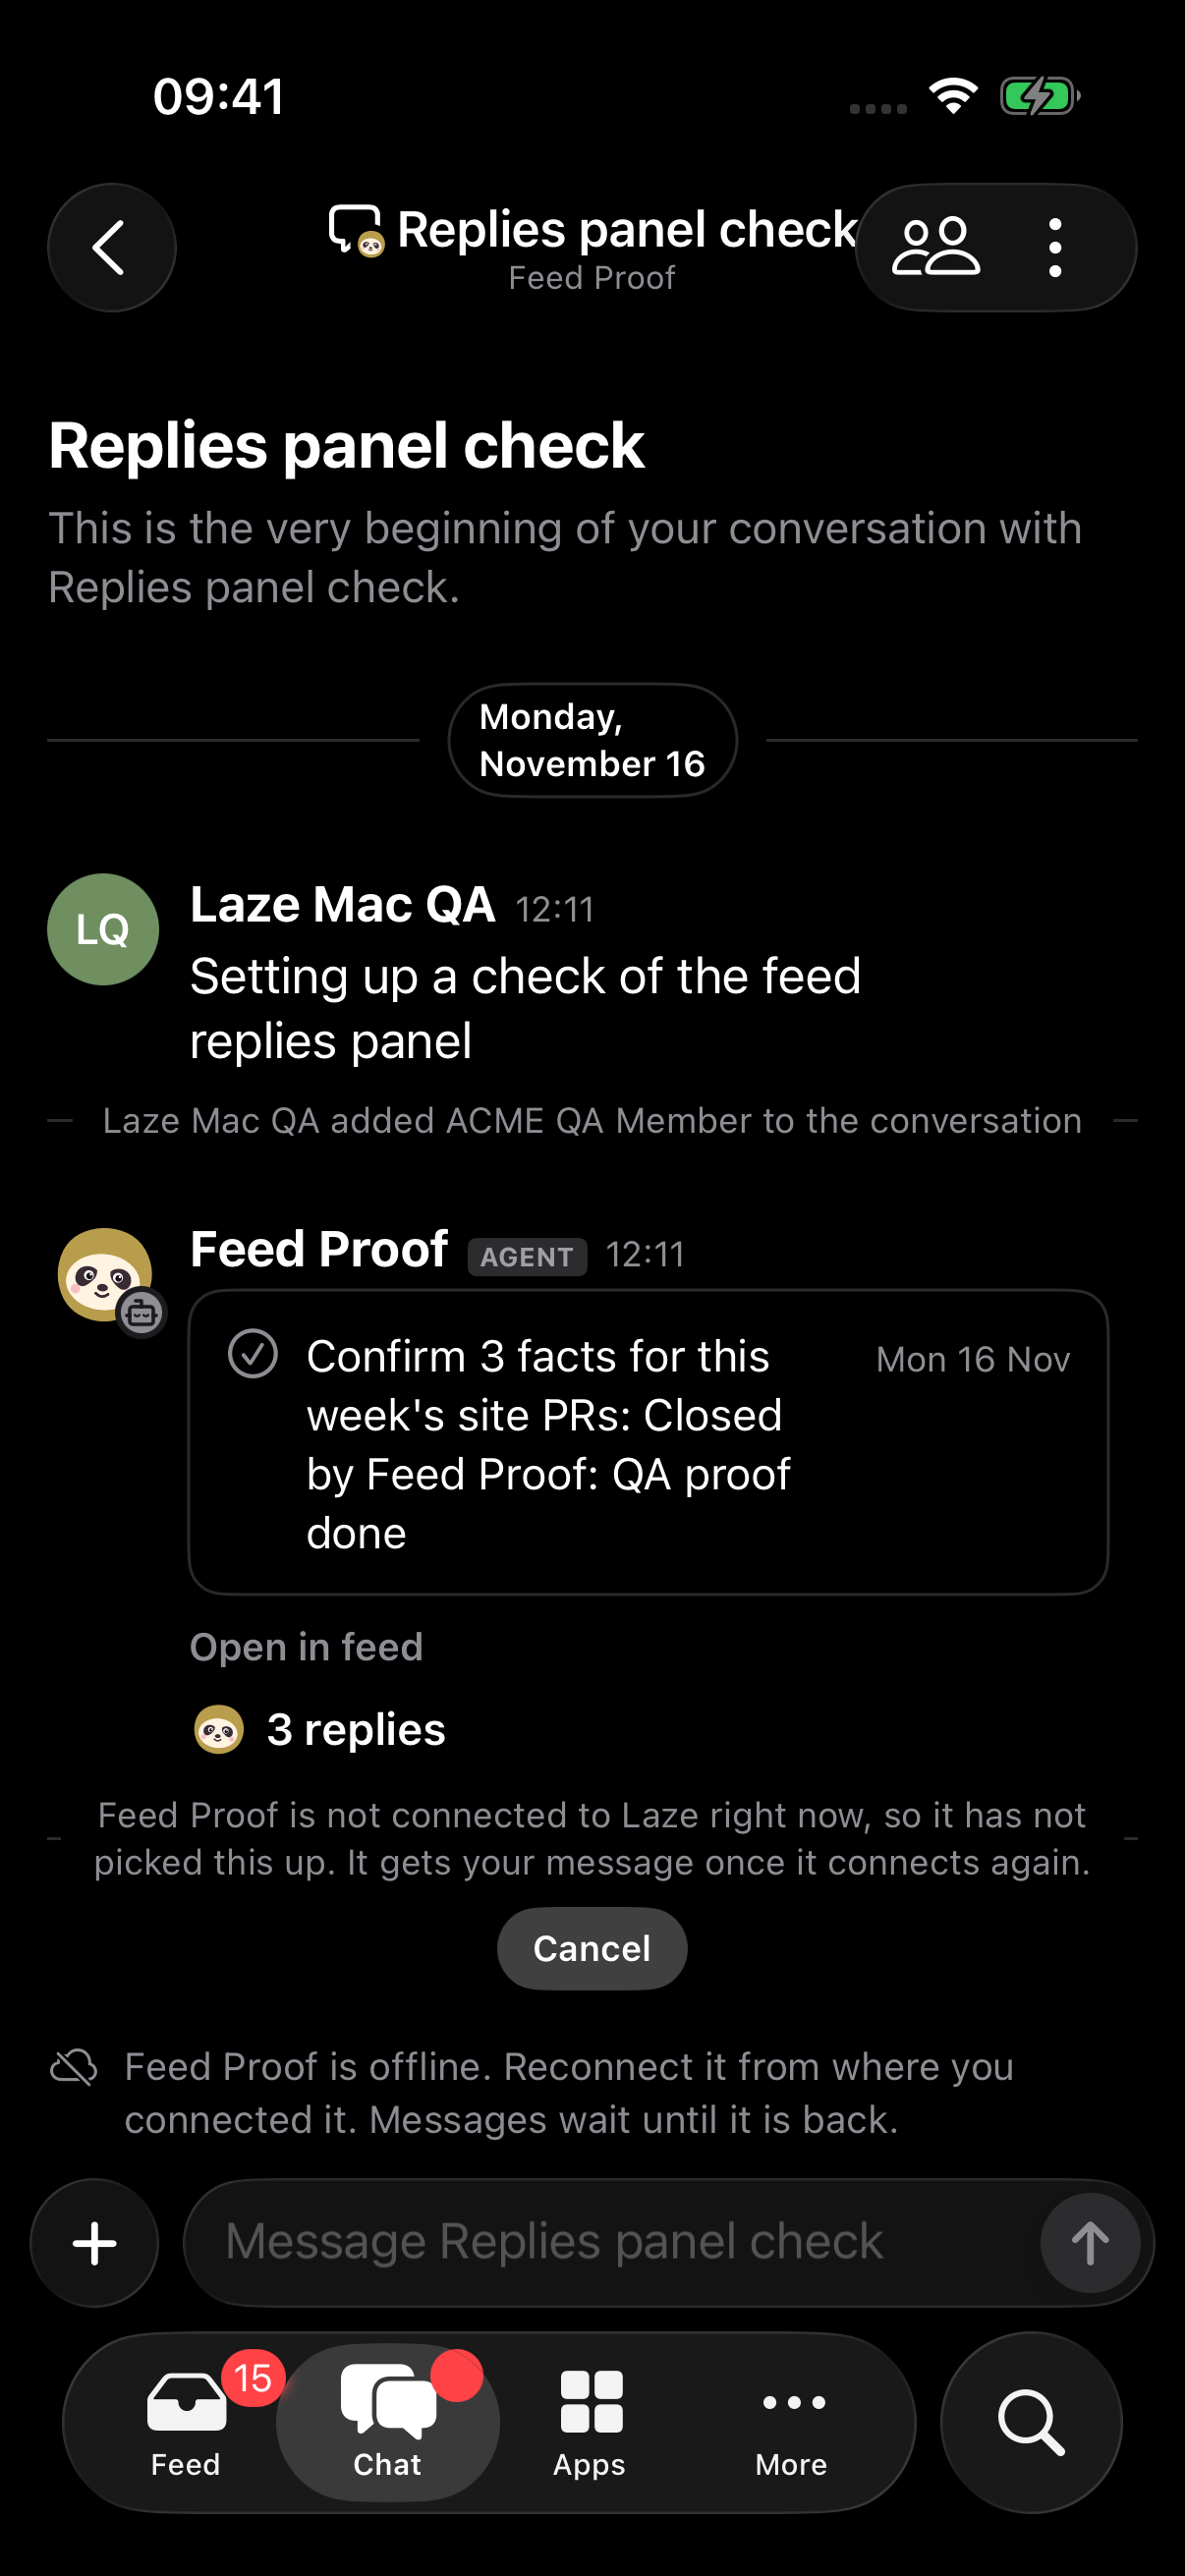 09:41
Replies panel check
Feed Proof
Replies panel check
This is the very beginning of your conversation with
Replies panel check.
Monday,
November 16
LQ
Laze Mac QA 12:11
Setting up a check of the feed
replies panel
Laze Mac QA added ACME QA Member to the conversation
Feed Proof AGENT 12:11
Confirm 3 facts for this Mon 16 Nov
week's site PRs: Closed
by Feed Proof: QA proof
done
Open in feed
3 replies
Feed Proof is not connected to Laze right now, so it has not
picked this up. It gets your message once it connects again.
Cancel
Feed Proof is offline. Reconnect it from where you
connected it. Messages wait until it is back.
Message Replies panel check
15
Feed Chat Apps More